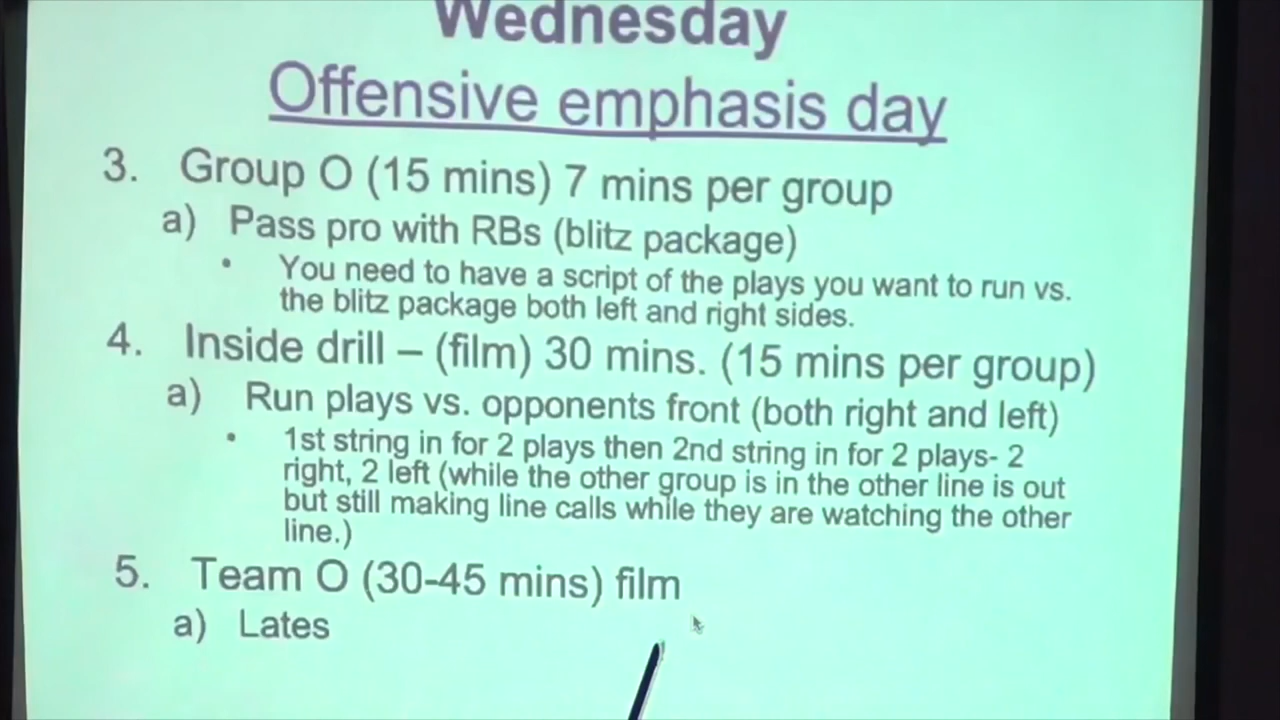 Wednesday
Offensive emphasis day
3. Group O (15 mins) 7 mins per group
a) Pass pro with RBs (blitz package)
• You need to have a script of the plays you want to run vs.
the blitz package both left and right sides.
4. Inside drill – (film) 30 mins. (15 mins per group)
a) Run plays vs. opponents front (both right and left)
• 1st string in for 2 plays then 2nd string in for 2 plays- 2
right, 2 left (while the other group is in the other line is out
but still making line calls while they are watching the other
line.)
5. Team O (30-45 mins) film
a) Lates